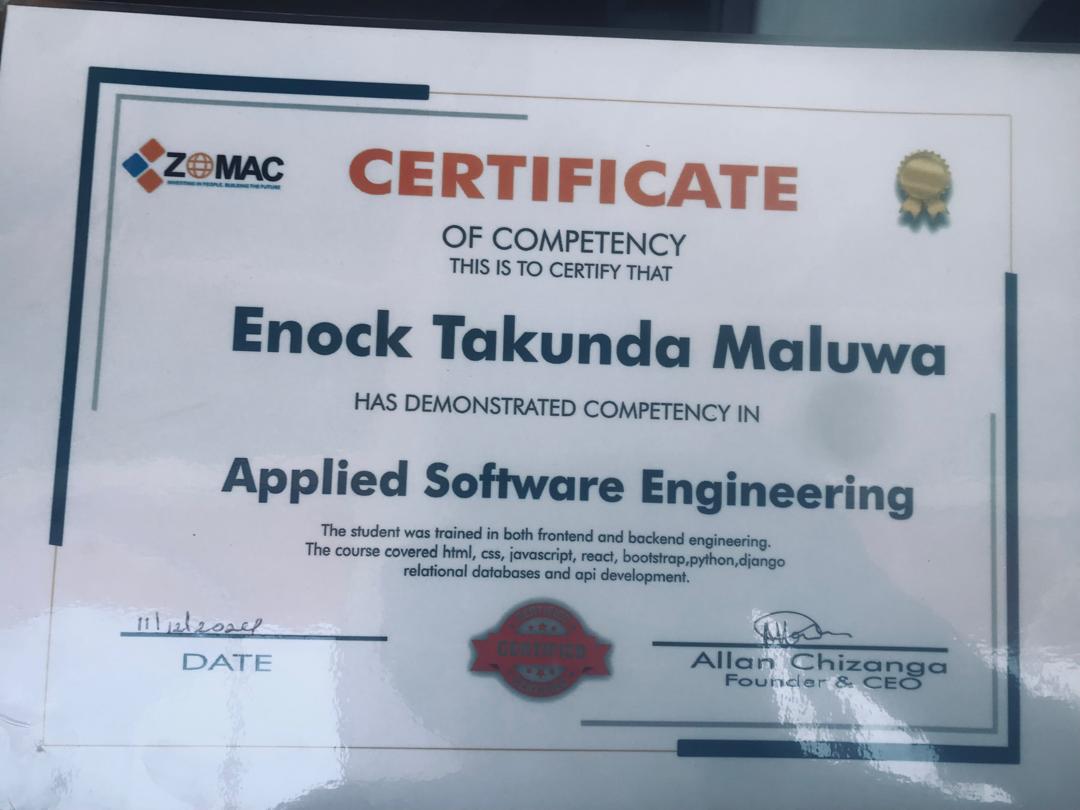 ZOMAC
INVESTING IN PEOPLE. BUILDING THE FUTURE
CERTIFICATE
OF COMPETENCY
THIS IS TO CERTIFY THAT
Enock Takunda Maluwa
HAS DEMONSTRATED COMPETENCY IN
Applied Software Engineering
The student was trained in both frontend and backend engineering.
The course covered html, css, javascript, react, bootstrap,python,django
relational databases and api development.
11/12/2024
DATE
CERTIFIED
Allan Chizanga
Founder & CEO